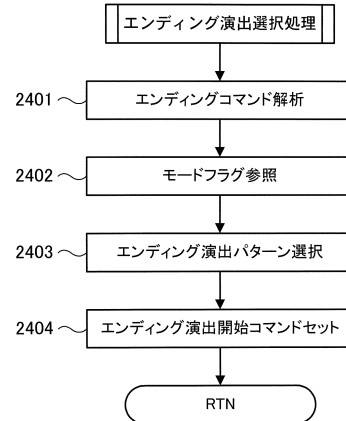 エンディング演出選択処理
2401 エンディングコマンド解析
2402 モードフラグ参照
2403 エンディング演出パターン選択
2404 エンディング演出開始コマンドセット
RTN